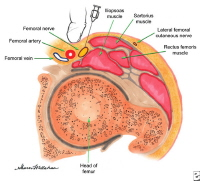 Iliopsoas
muscle
Sartorius
muscle
Femoral nerve
Lateral femoral
cutaneous nerve
Femoral artery
Rectus femoris
muscle
Femoral vein
Head of
femur